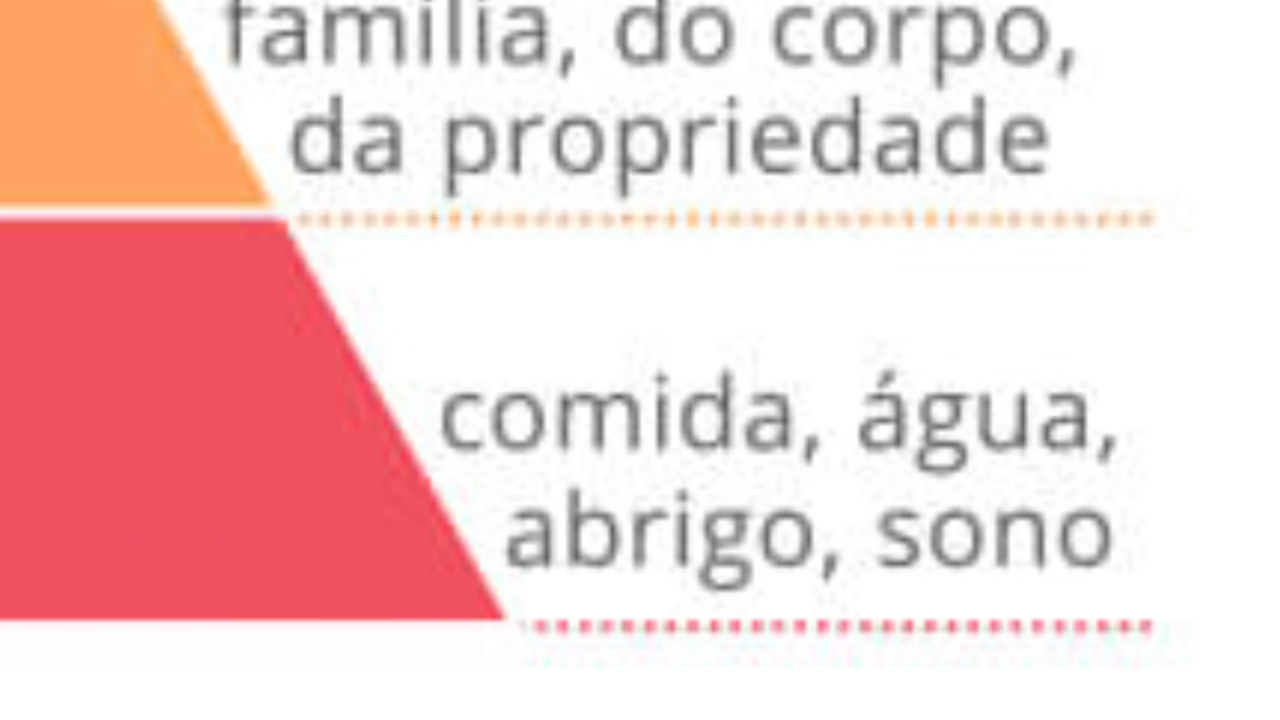 família, do corpo,
da propriedade
comida, água,
abrigo, sono